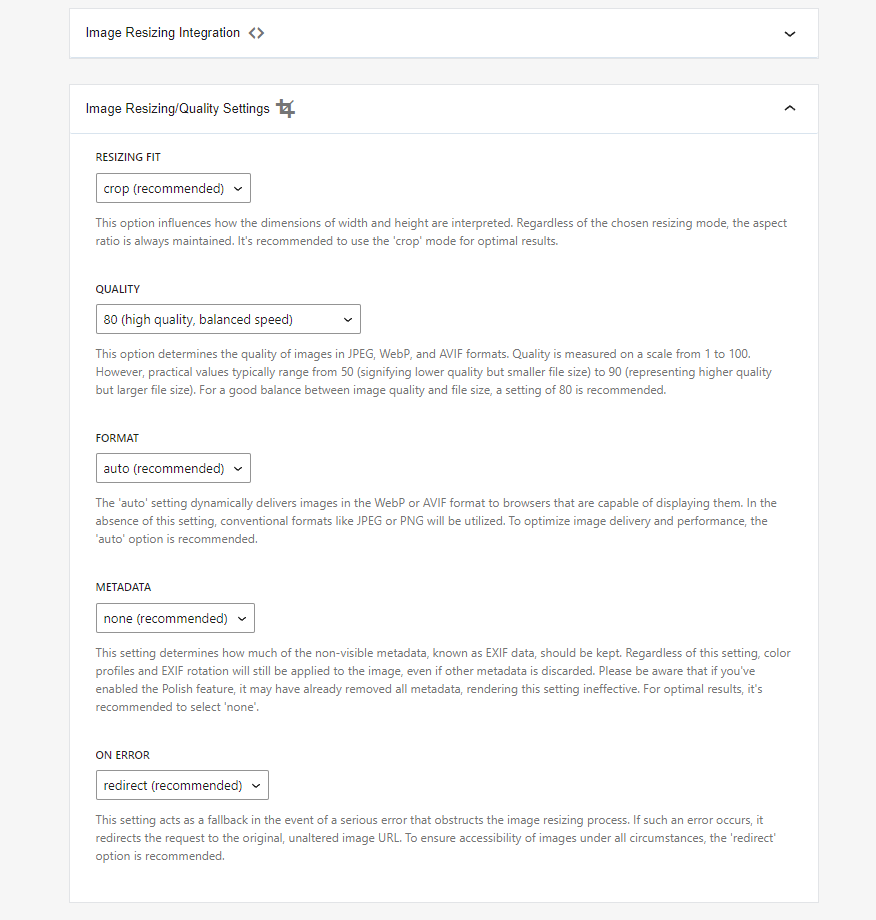 Image Resizing Integration
Image Resizing/Quality Settings
RESIZING FIT
crop (recommended)
This option influences how the dimensions of width and height are interpreted. Regardless of the chosen resizing mode, the aspect
ratio is always maintained. It's recommended to use the 'crop' mode for optimal results.
QUALITY
80 (high quality, balanced speed)
This option determines the quality of images in JPEG, WebP, and AVIF formats. Quality is measured on a scale from 1 to 100.
However, practical values typically range from 50 (signifying lower quality but smaller file size) to 90 (representing higher quality
but larger file size). For a good balance between image quality and file size, a setting of 80 is recommended.
FORMAT
auto (recommended)
The 'auto' setting dynamically delivers images in the WebP or AVIF format to browsers that are capable of displaying them. In the
absence of this setting, conventional formats like JPEG or PNG will be utilized. To optimize image delivery and performance, the
'auto' option is recommended.
METADATA
none (recommended)
This setting determines how much of the non-visible metadata, known as EXIF data, should be kept. Regardless of this setting, color
profiles and EXIF rotation will still be applied to the image, even if other metadata is discarded. Please be aware that if you've
enabled the Polish feature, it may have already removed all metadata, rendering this setting ineffective. For optimal results, it's
recommended to select 'none'.
ON ERROR
redirect (recommended)
This setting acts as a fallback in the event of a serious error that obstructs the image resizing process. If such an error occurs, it
redirects the request to the original, unaltered image URL. To ensure accessibility of images under all circumstances, the 'redirect'
option is recommended.